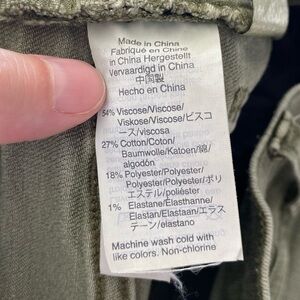 Made in China
Fabriqué en Chine
in China Hergestellt
Vervaardigd in China
中国製
Hecho en China
54% Viscose/Viscose/
Viskose/Viscose/ビスコ
ース/viscosa
27% Cotton/Coton/
Baumwolle/Katoen/綿/
algodón
18% Polyester/Polyester/
Polyester/Polyester/ポリ
エステル/poliéster
1% Elastane/Elasthanne/
Elastan/Elastaan/エラス
テーン/elastano
Machine wash cold with
like colors. Non-chlorine